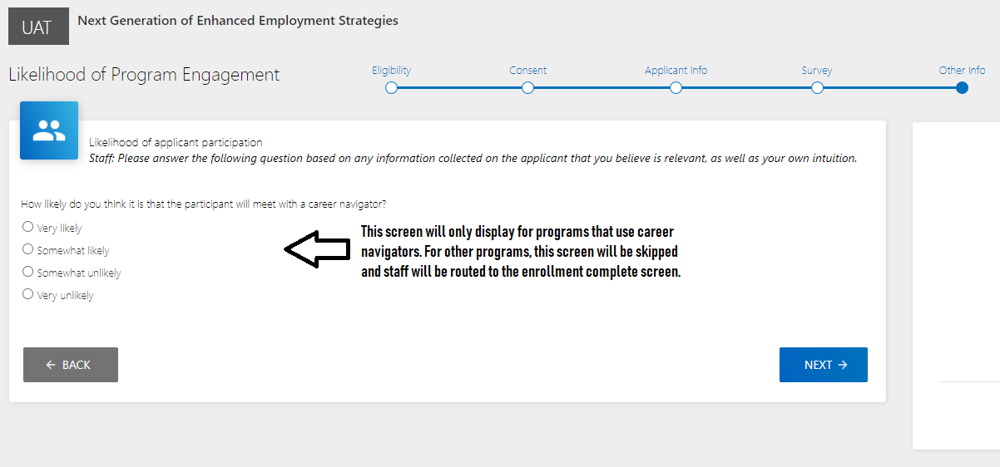 UAT
Next Generation of Enhanced Employment Strategies
Likelihood of Program Engagement
Eligibility
Consent
Applicant Info
Survey
Other Info
Likelihood of applicant participation
Staff: Please answer the following question based on any information collected on the applicant that you believe is relevant, as well as your own intuition.
How likely do you think it is that the participant will meet with a career navigator?
Very likely
Somewhat likely
Somewhat unlikely
Very unlikely
This screen will only display for programs that use career
navigators. For other programs, this screen will be skipped
and staff will be routed to the enrollment complete screen.
← BACK
NEXT →